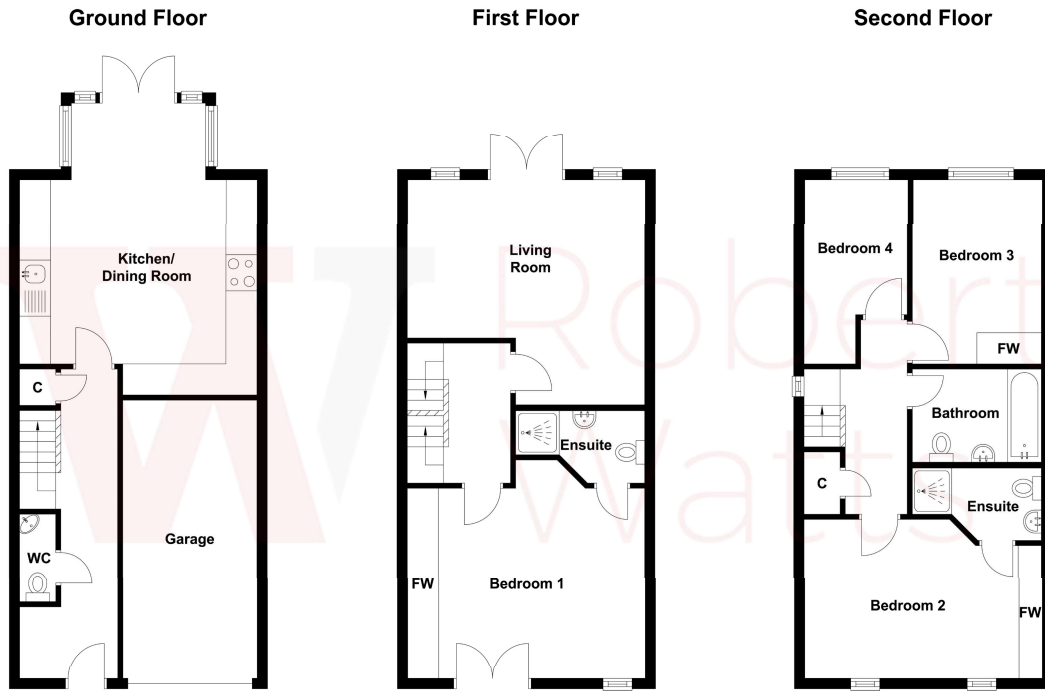 Ground Floor
First Floor
Second Floor
Kitchen/
Dining Room
C
WC
Garage
Living
Room
Ensuite
FW
Bedroom 1
Bedroom 4
Bedroom 3
FW
Bathroom
C
Ensuite
Bedroom 2
FW
Robert
Watts